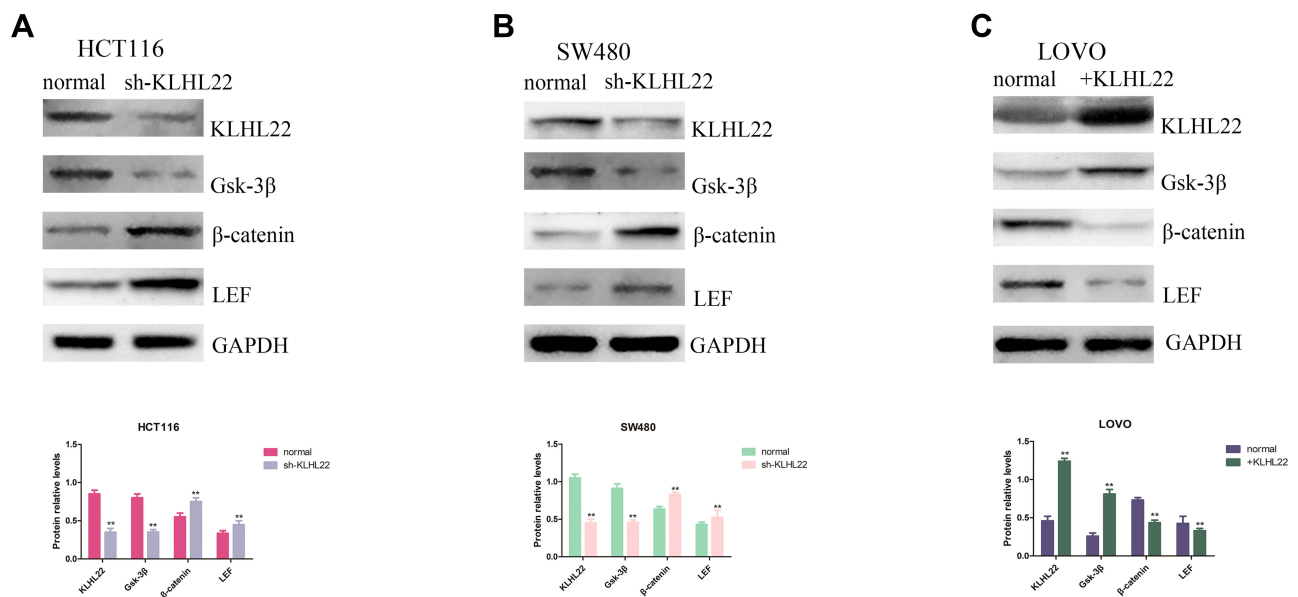 A
HCT116
normal sh-KLHL22
KLHL22
Gsk-3β
β-catenin
LEF
GAPDH
HCT116
normal
sh-KLHL22
Protein relative levels
1.5
1.0
0.5
0.0
** ** ** **
KLHL22 Gsk-3β β-catenin LEF
B
SW480
normal sh-KLHL22
KLHL22
Gsk-3β
β-catenin
LEF
GAPDH
SW480
normal
sh-KLHL22
Protein relative levels
1.5
1.0
0.5
0.0
** ** ** **
KLHL22 Gsk-3β β-catenin LEF
C
LOVO
normal +KLHL22
KLHL22
Gsk-3β
β-catenin
LEF
GAPDH
LOVO
normal
+KLHL22
Protein relative levels
1.5
1.0
0.5
0.0
** ** ** **
KLHL22 Gsk-3β β-catenin LEF